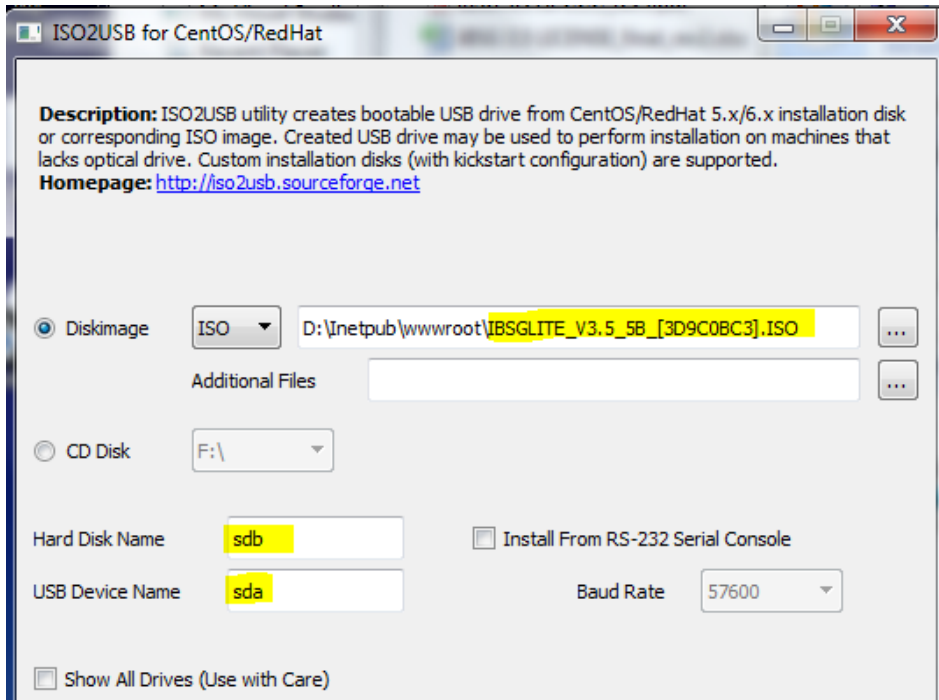 ISO2USB for CentOS/RedHat
Description: ISO2USB utility creates bootable USB drive from CentOS/RedHat 5.x/6.x installation disk
or corresponding ISO image. Created USB drive may be used to perform installation on machines that
lacks optical drive. Custom installation disks (with kickstart configuration) are supported.
Homepage: http://iso2usb.sourceforge.net
Diskimage ISO D:\Inetpub\wwwroot\IBSGLITE_V3.5_5B_[3D9C0BC3].ISO ...
Additional Files ...
CD Disk F:\
Hard Disk Name sdb Install From RS-232 Serial Console
USB Device Name sda Baud Rate 57600
Show All Drives (Use with Care)